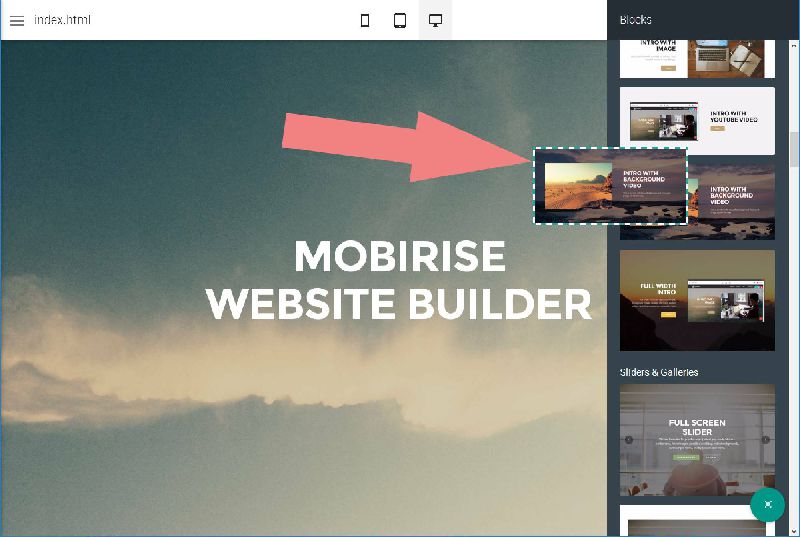 index.html
Blocks
INTRO WITH
IMAGE
INTRO WITH
YOUTUBE VIDEO
INTRO WITH
BACKGROUND
VIDEO
INTRO WITH
BACKGROUND
VIDEO
MOBIRISE
WEBSITE BUILDER
FULL WIDTH
INTRO
Sliders & Galleries
FULL SCREEN
SLIDER